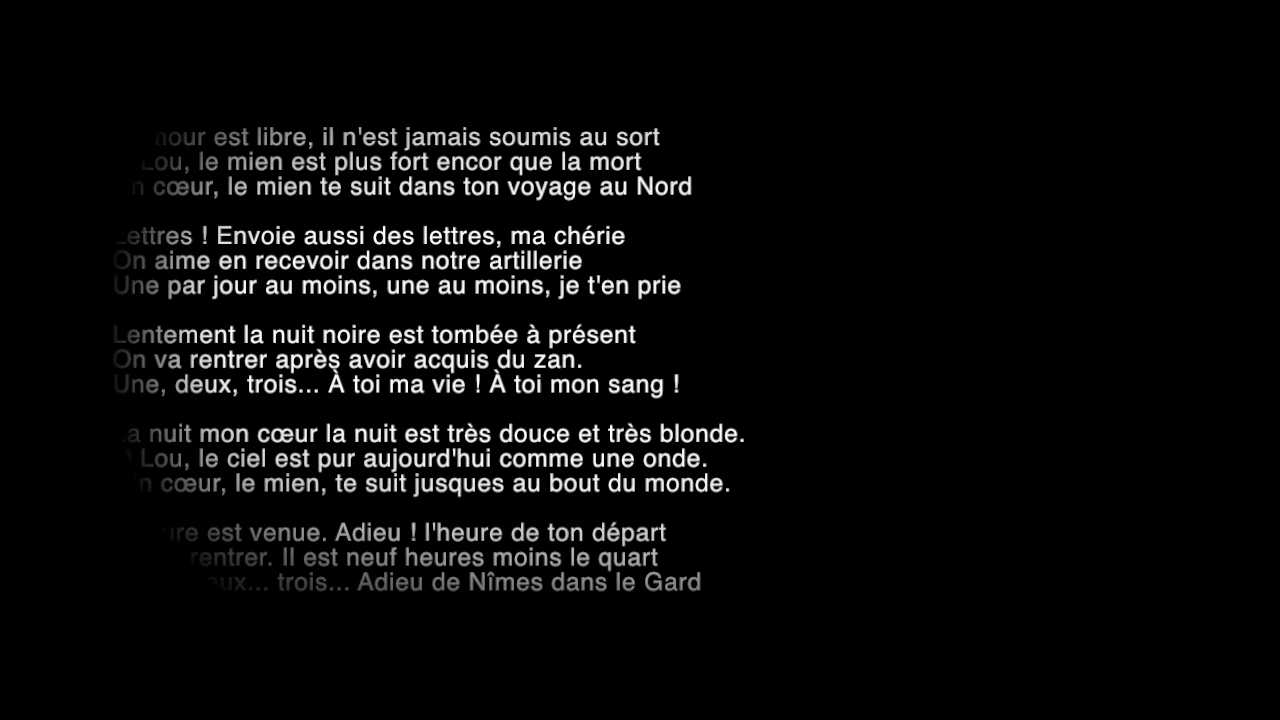 est libre, il n'est jamais soumis au sort
Lou, le mien est plus fort encor que la mort
cœur, le mien te suit dans ton voyage au Nord
Lettres ! Envoie aussi des lettres, ma chérie
On aime en recevoir dans notre artillerie
Une par jour au moins, une au moins, je t'en prie
Lentement la nuit noire est tombée à présent
On va rentrer après avoir acquis du zan.
Une, deux, trois... À toi ma vie ! À toi mon sang !
La nuit mon cœur la nuit est très douce et très blonde.
Ô Lou, le ciel est pur aujourd'hui comme une onde.
cœur, le mien, te suit jusques au bout du monde.
est venue. Adieu ! l'heure de ton départ
rentrer. Il est neuf heures moins le quart
trois... Adieu de Nîmes dans le Gard